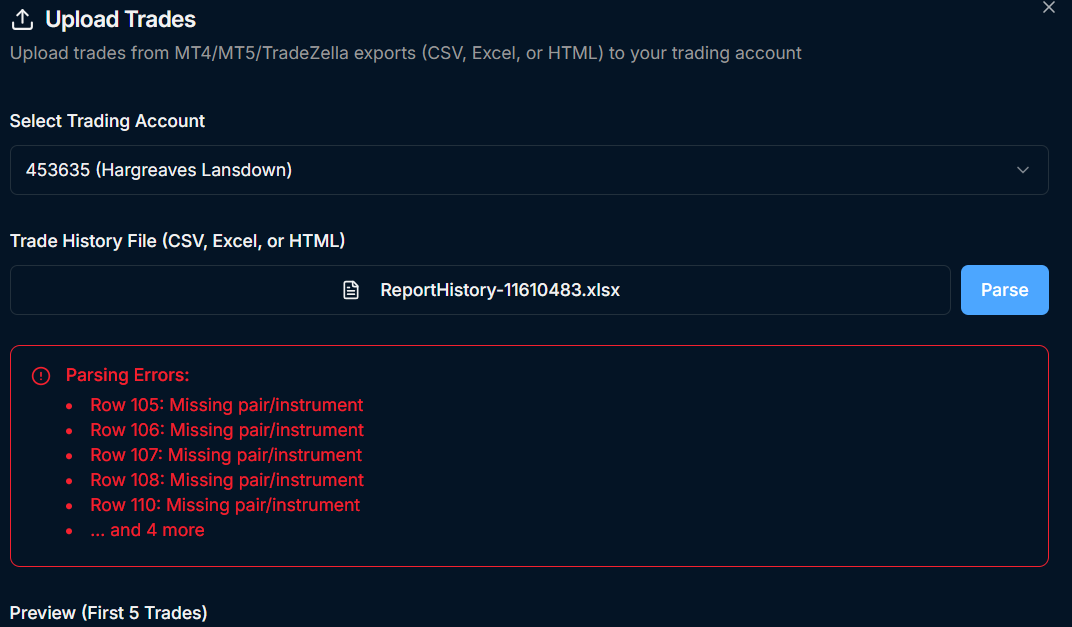 Upload Trades
Upload trades from MT4/MT5/TradeZella exports (CSV, Excel, or HTML) to your trading account
Select Trading Account
453635 (Hargreaves Lansdown)
Trade History File (CSV, Excel, or HTML)
ReportHistory-11610483.xlsx
Parse
Parsing Errors:
Row 105: Missing pair/instrument
Row 106: Missing pair/instrument
Row 107: Missing pair/instrument
Row 108: Missing pair/instrument
Row 110: Missing pair/instrument
... and 4 more
Preview (First 5 Trades)